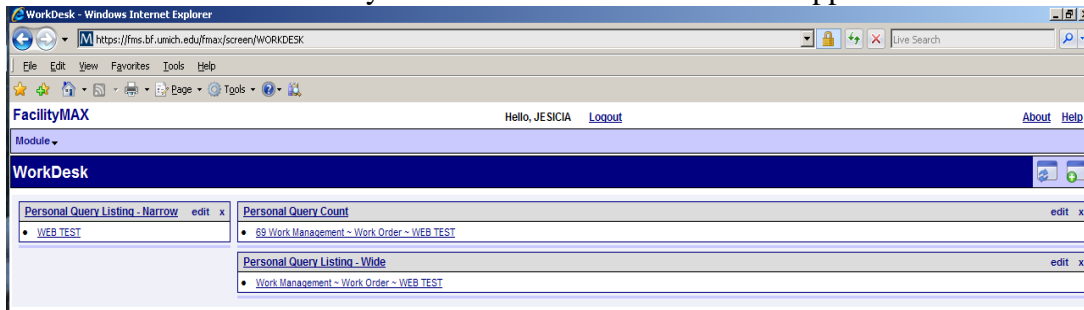 WorkDesk - Windows Internet Explorer
https://fms.bf.umich.edu/fmax/screen/WORKDESK
Live Search
File Edit View Favorites Tools Help
Page Tools
FacilityMAX Hello, JESICIA Logout About Help
Module
WorkDesk
Personal Query Listing - Narrow edit x
• WEB TEST
Personal Query Count edit x
• 69 Work Management ~ Work Order ~ WEB TEST
Personal Query Listing - Wide edit x
• Work Management ~ Work Order ~ WEB TEST